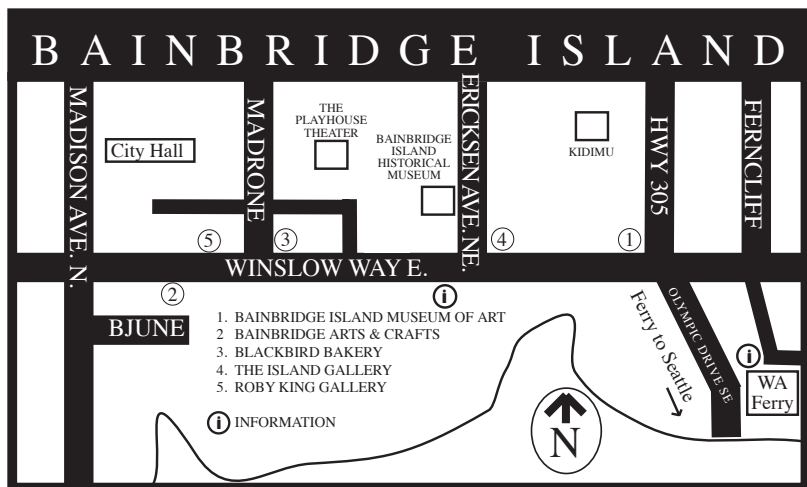 BAINBRIDGE ISLAND
MADISON AVE. N.
City Hall
MADRONE
THE
PLAYHOUSE
THEATER
BAINBRIDGE
ISLAND
HISTORICAL
MUSEUM
ERICKSEN AVE. NE.
KIDIMU
HWY 305
FERNCLIFF
5
3
4
1
WINSLOW WAY E.
2
i
BJUNE
1. BAINBRIDGE ISLAND MUSEUM OF ART
2 BAINBRIDGE ARTS & CRAFTS
3. BLACKBIRD BAKERY
4. THE ISLAND GALLERY
5. ROBY KING GALLERY
i INFORMATION
N
Ferry to Seattle
OLYMPIC DRIVE SE
i
WA
Ferry